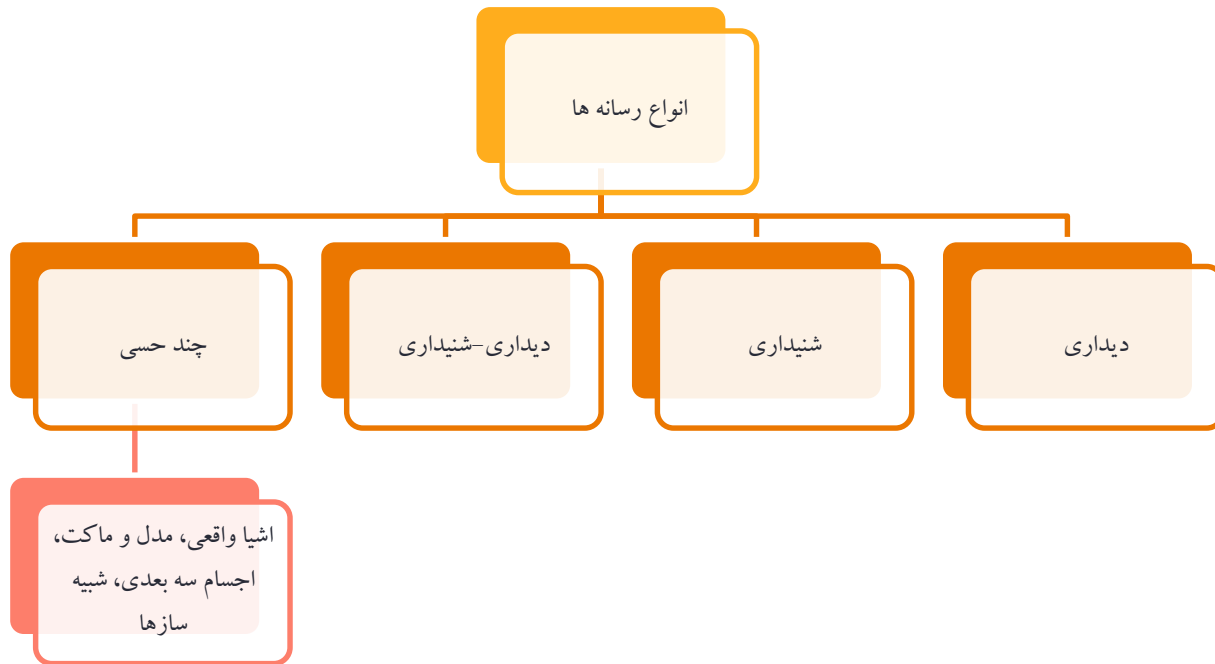 انواع رسانه ها
دیداری
شنیداری
دیداری-شنیداری
چند حسی
اشیا واقعی، مدل و ماکت،
اجسام سه بعدی، شبیه
سازها